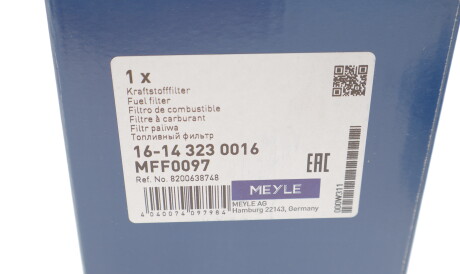 1 x
Kraftstofffilter
Fuel filter
Filtro de combustible
Filtre à carburant
Filtr paliwa
Топливный фильтр
16-14 323 0016
MFF0097
Ref. No. 8200638748
EAC
MEYLE
MEYLE AG
Hamburg 22143, Germany
4 040074 097984